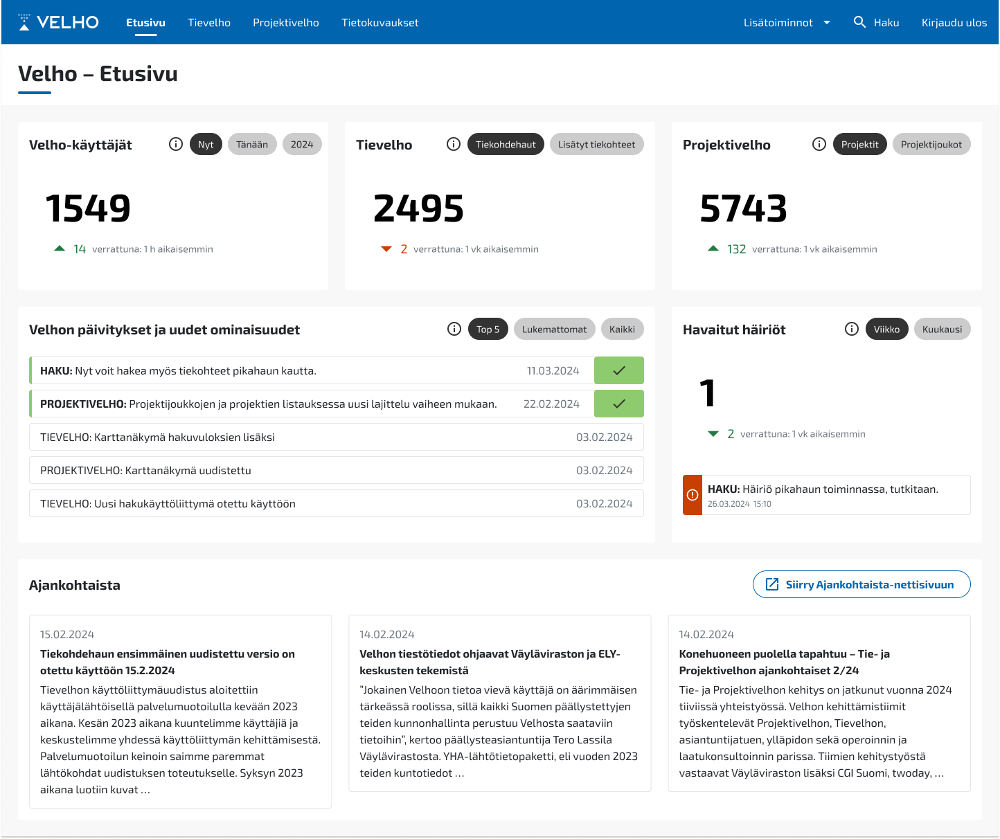 VELHO
Etusivu
Tievelho
Projektivelho
Tietokuvaukset
Lisätoiminnot
Haku
Kirjaudu ulos
Velho – Etusivu
Velho-käyttäjät
Nyt
Tänään
2024
1549
14 verrattuna: 1 h aikaisemmin
Tievelho
Tiekohdehaut
Lisätyt tiekohteet
2495
2 verrattuna: 1 vk aikaisemmin
Projektivelho
Projektit
Projektijoukot
5743
132 verrattuna: 1 vk aikaisemmin
Velhon päivitykset ja uudet ominaisuudet
Top 5
Lukemattomat
Kaikki
HAKU: Nyt voit hakea myös tiekohteet pikahaun kautta. 11.03.2024
PROJEKTIVELHO: Projektijoukkojen ja projektien listauksessa uusi lajittelu vaiheen mukaan. 22.02.2024
TIEVELHO: Karttanäkymä hakuvuloksien lisäksi 03.02.2024
PROJEKTIVELHO: Karttanäkymä uudistettu 03.02.2024
TIEVELHO: Uusi hakukäyttöliittymä otettu käyttöön 03.02.2024
Havaitut häiriöt
Viikko
Kuukausi
1
2 verrattuna: 1 vk aikaisemmin
HAKU: Häiriö pikahaun toiminnassa, tutkitaan.
26.03.2024 15:10
Ajankohtaista
Siirry Ajankohtaista-nettisivuun
15.02.2024
Tiekohdehaun ensimmäinen uudistettu versio on
otettu käyttöön 15.2.2024
Tievelhon käyttöliittymäuudistus aloitettiin
käyttäjälähtöisellä palvelumuotoilulla kevään 2023
aikana. Kesän 2023 aikana kuuntelimme käyttäjiä ja
keskustelimme yhdessä käyttöliittymän kehittämisestä.
Palvelumuotoilun keinoin saimme paremmat
lähtökohdat uudistuksen toteutukselle. Syksyn 2023
aikana luotiin kuvat …
14.02.2024
Velhon tiestötiedot ohjaavat Väyläviraston ja ELY-
keskusten tekemistä
”Jokainen Velhoon tietoa vievä käyttäjä on äärimmäisen
tärkeässä roolissa, sillä kaikki Suomen päällystettyjen
teiden kunnonhallinta perustuu Velhosta saataviin
tietoihin”, kertoo päällysteasiantuntija Tero Lassila
Väylävirastosta. YHA-lähtötietopaketti, eli vuoden 2023
teiden kuntotiedot …
14.02.2024
Konehuoneen puolella tapahtuu – Tie- ja
Projektivelhon ajankohtaiset 2/24
Tie- ja Projektivelhon kehitys on jatkunut vuonna 2024
tiiviissä yhteistyössä. Velhon kehittämistiimit
työskentelevät Projektivelhon, Tievelhon,
asiantuntijatuen, ylläpidon sekä operoinnin ja
laatukonsultoinnin parissa. Tiimien kehitystyöstä
vastaavat Väyläviraston lisäksi CGI Suomi, twoday, …